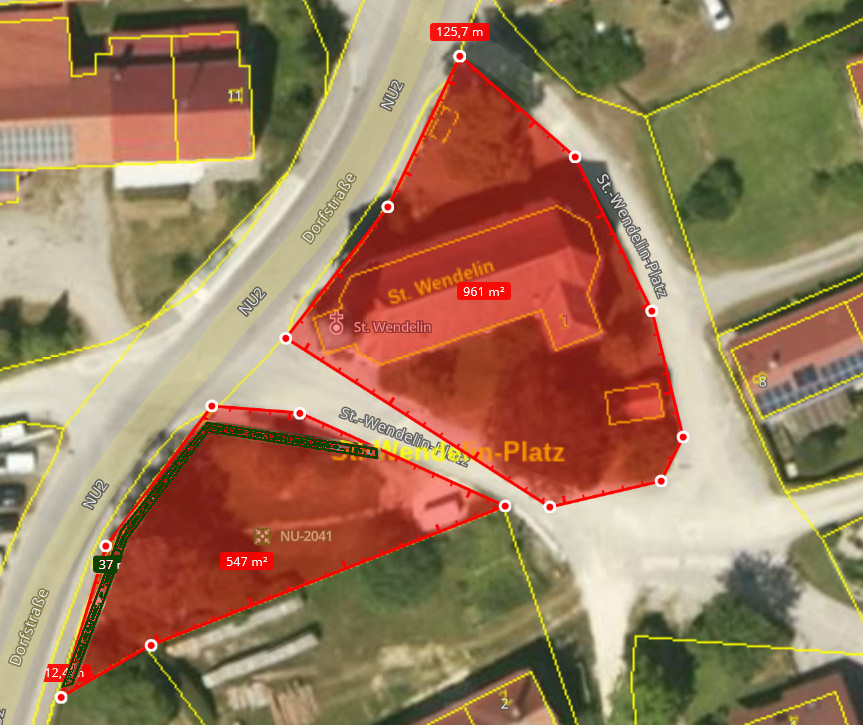 125,7 m
11
NU2
Dorfstraße
St.-Wendelin-Platz
NU2
St. Wendelin
961 m²
St. Wendelin
1
8
St.-Wendelin-Platz
St.-Wendelin-Platz
NU2
NU-2041
547 m²
37
Dorfstraße
2